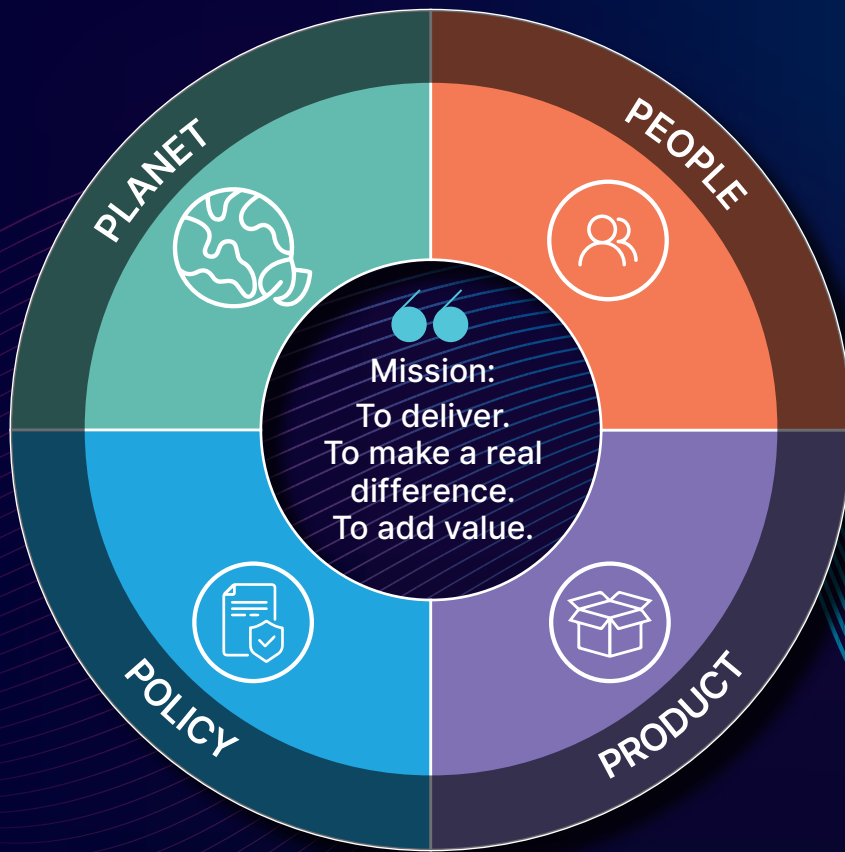 PLANET
PEOPLE
Mission:
To deliver.
To make a real
difference.
To add value.
POLICY
PRODUCT